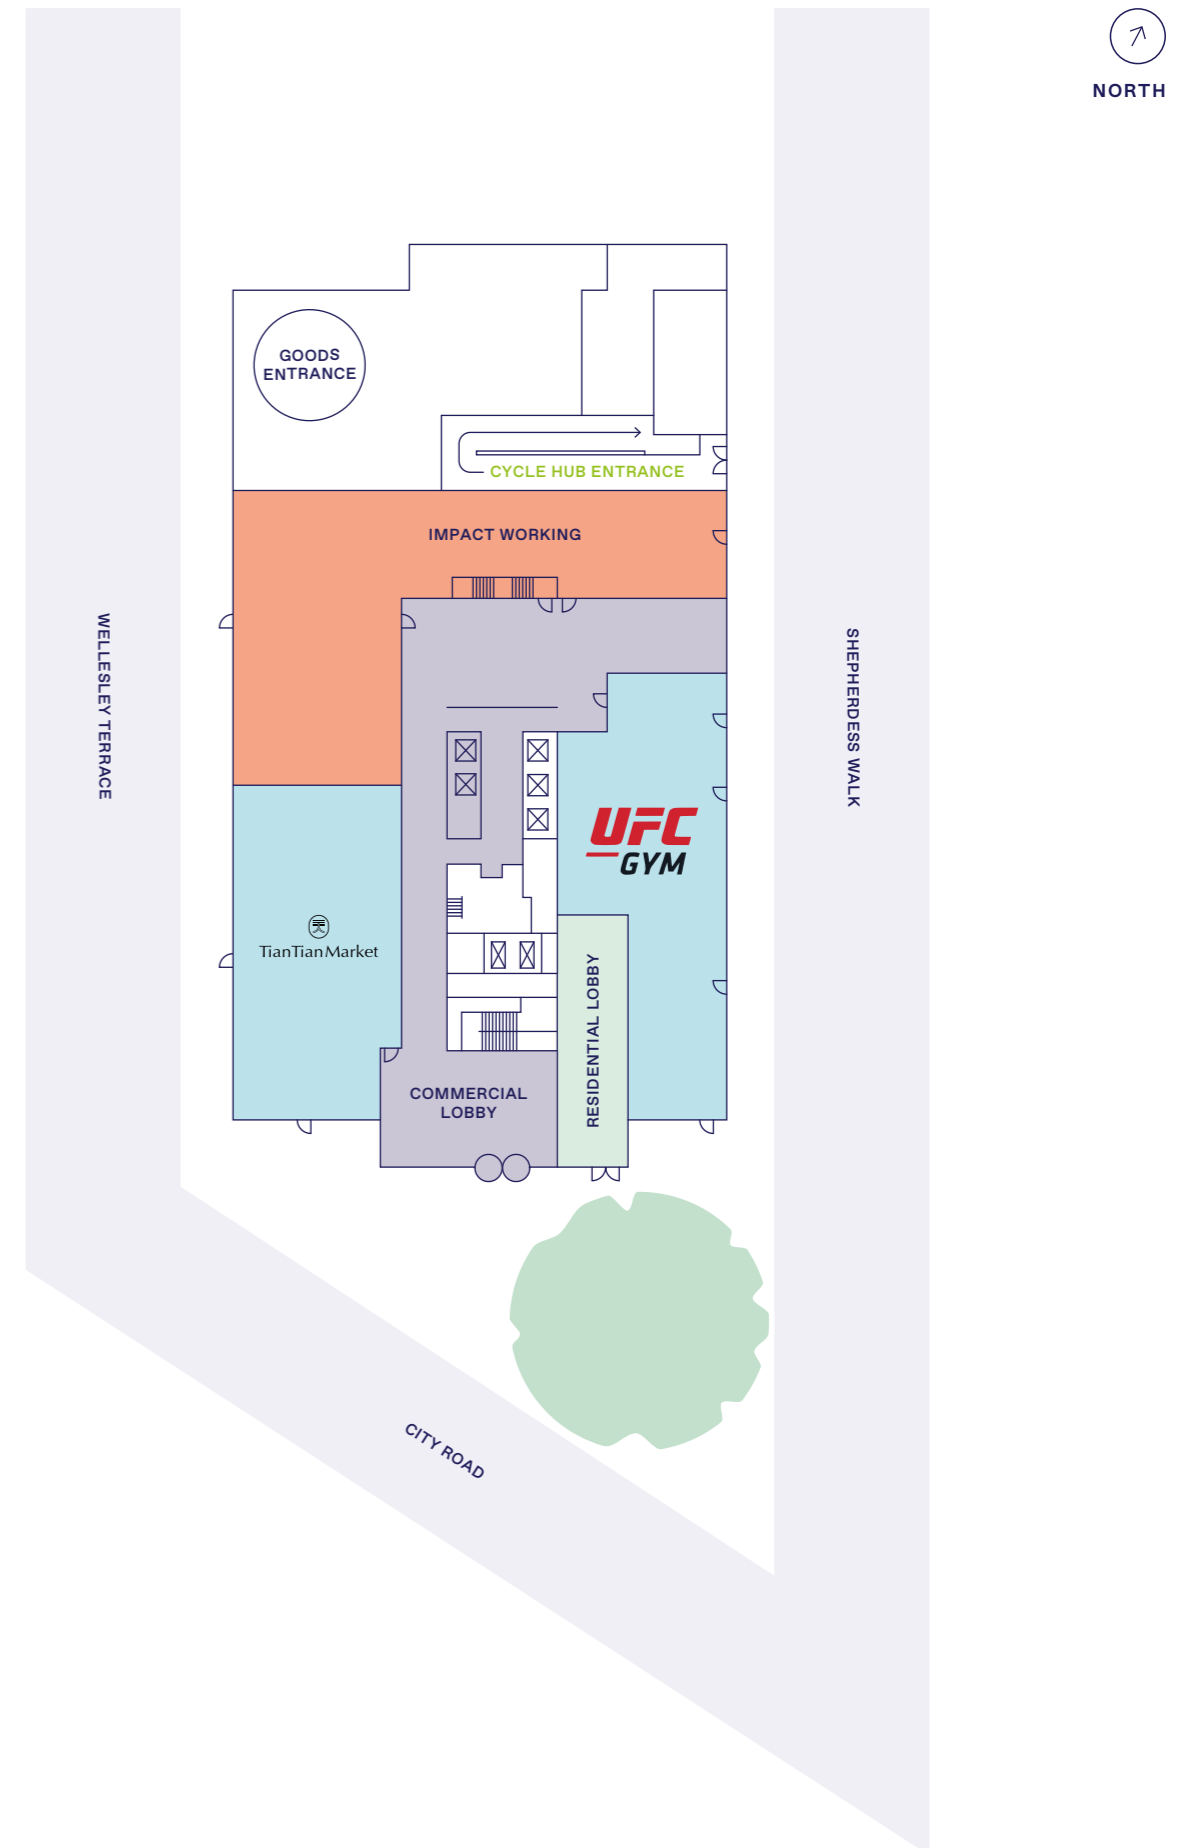 NORTH
GOODS
ENTRANCE
CYCLE HUB ENTRANCE
IMPACT WORKING
WELLESLEY TERRACE
SHEPHERDESS WALK
UFC
GYM
天
TianTianMarket
RESIDENTIAL LOBBY
COMMERCIAL
LOBBY
CITY ROAD